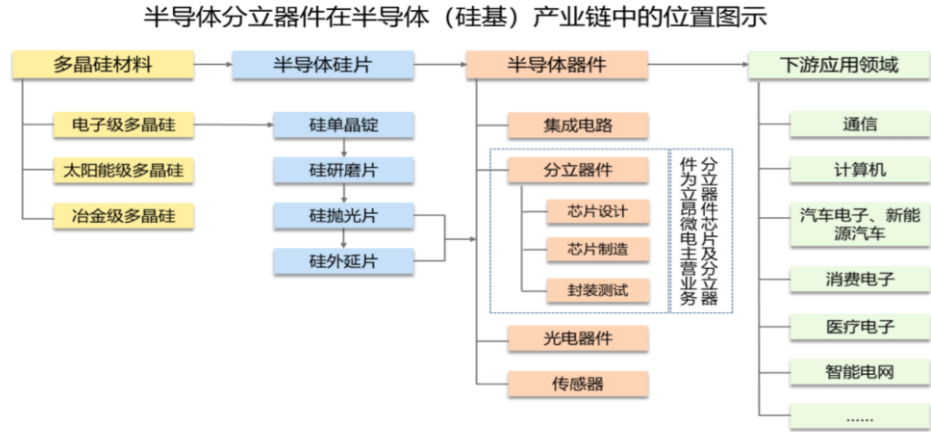 半导体分立器件在半导体（硅基）产业链中的位置图示
多晶硅材料
半导体硅片
半导体器件
下游应用领域
电子级多晶硅
太阳能级多晶硅
冶金级多晶硅
硅单晶锭
硅研磨片
硅抛光片
硅外延片
集成电路
分立器件
芯片设计
芯片制造
封装测试
分立器件芯片及分立器
件为立昂微电主营业务
光电器件
传感器
通信
计算机
汽车电子、新能
源汽车
消费电子
医疗电子
智能电网
......